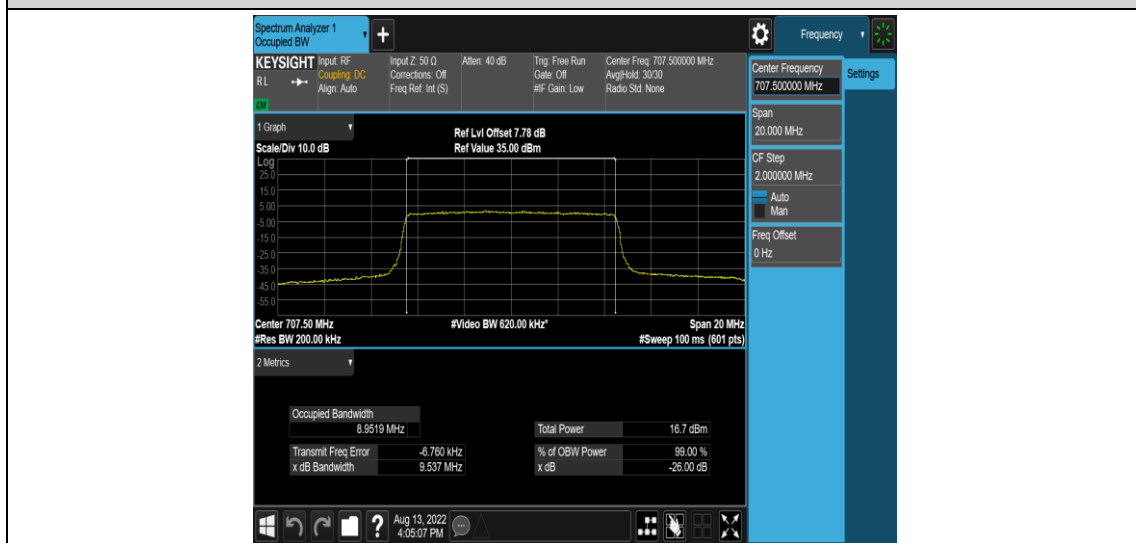 Spectrum Analyzer 1
Occupied BW
+
Frequency
KEYSIGHT
RL
LXI
Input: RF
Coupling: DC
Align: Auto
Input Z: 50 Ω
Corrections: Off
Freq Ref: Int (S)
Atten: 40 dB
Trig: Free Run
Gate: Off
#IF Gain: Low
Center Freq: 707.500000 MHz
Avg|Hold: 30/30
Radio Std: None
Center Frequency
707.500000 MHz
Settings
Span
20.000 MHz
CF Step
2.000000 MHz
Auto
Man
Freq Offset
0 Hz
1 Graph
Scale/Div 10.0 dB
Ref Lvl Offset 7.78 dB
Ref Value 35.00 dBm
Log
25.0
15.0
5.00
-5.00
-15.0
-25.0
-35.0
-45.0
-55.0
Center 707.50 MHz
#Video BW 620.00 kHz*
Span 20 MHz
#Res BW 200.00 kHz
#Sweep 100 ms (601 pts)
2 Metrics
Occupied Bandwidth
8.9519 MHz
Total Power 16.7 dBm
Transmit Freq Error -6.760 kHz
% of OBW Power 99.00 %
x dB Bandwidth 9.537 MHz
x dB -26.00 dB
?
Aug 13, 2022
4:05:07 PM